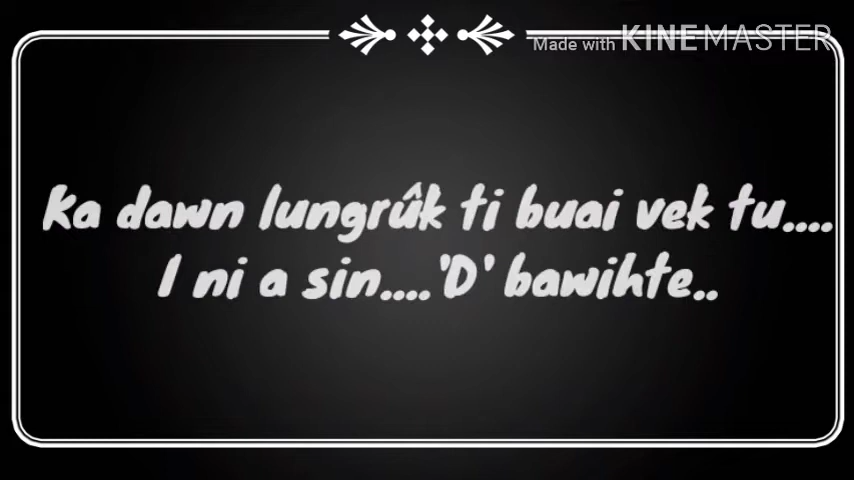 Made with KINEMASTER
Ka dawn lungrûk ti buai vek tu....
I ni a sin....'D' bawihte..